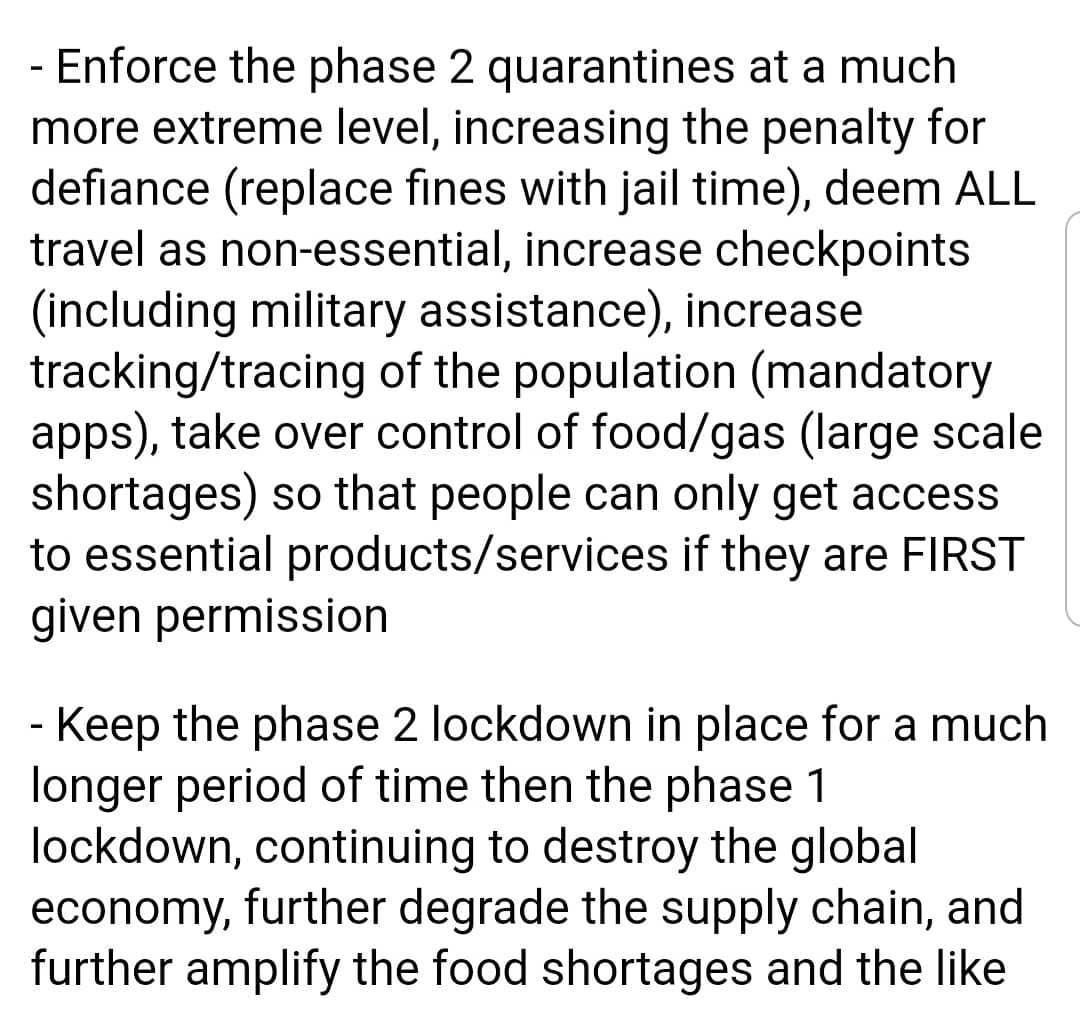 - Enforce the phase 2 quarantines at a much
more extreme level, increasing the penalty for
defiance (replace fines with jail time), deem ALL
travel as non-essential, increase checkpoints
(including military assistance), increase
tracking/tracing of the population (mandatory
apps), take over control of food/gas (large scale
shortages) so that people can only get access
to essential products/services if they are FIRST
given permission
- Keep the phase 2 lockdown in place for a much
longer period of time then the phase 1
lockdown, continuing to destroy the global
economy, further degrade the supply chain, and
further amplify the food shortages and the like